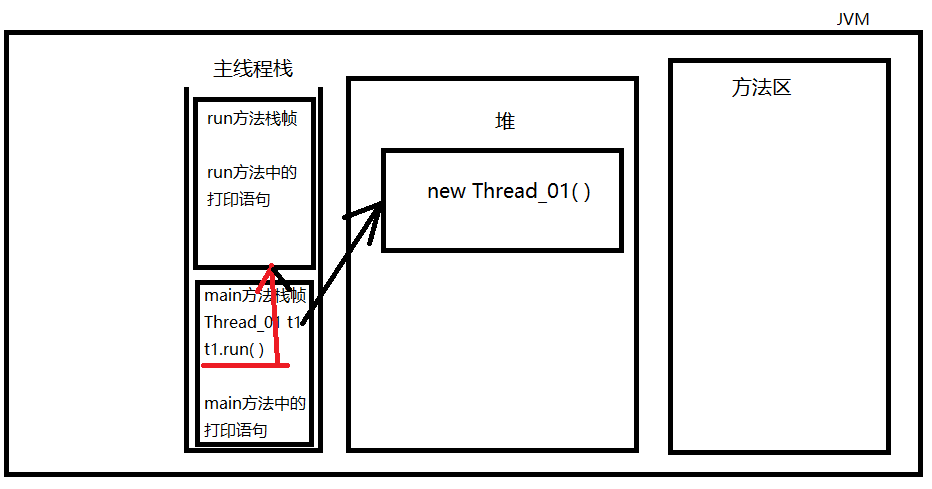 JVM
主线程栈
run方法栈帧
run方法中的
打印语句
main方法栈帧
Thread_01 t1
t1.run( )
main方法中的
打印语句
堆
new Thread_01( )
方法区